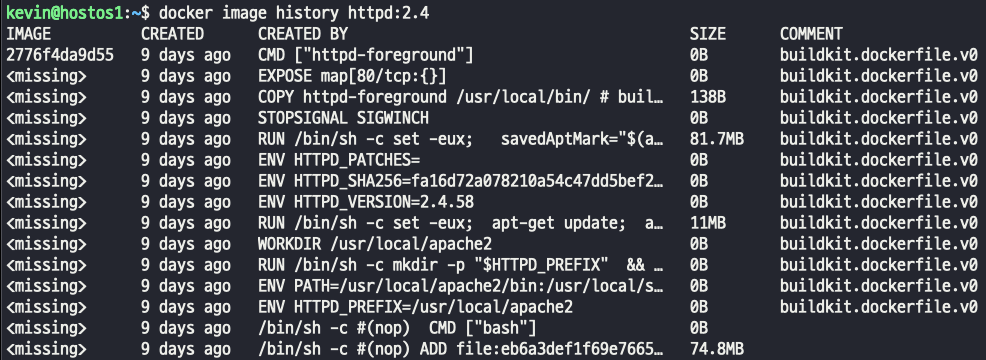 kevin@hostos1:~$ docker image history httpd:2.4
IMAGE CREATED CREATED BY SIZE COMMENT
2776f4da9d55 9 days ago CMD ["httpd-foreground"] 0B buildkit.dockerfile.v0
<missing> 9 days ago EXPOSE map[80/tcp:{}] 0B buildkit.dockerfile.v0
<missing> 9 days ago COPY httpd-foreground /usr/local/bin/ # buil… 138B buildkit.dockerfile.v0
<missing> 9 days ago STOPSIGNAL SIGWINCH 0B buildkit.dockerfile.v0
<missing> 9 days ago RUN /bin/sh -c set -eux; savedAptMark="$(a… 81.7MB buildkit.dockerfile.v0
<missing> 9 days ago ENV HTTPD_PATCHES= 0B buildkit.dockerfile.v0
<missing> 9 days ago ENV HTTPD_SHA256=fa16d72a078210a54c47dd5bef2… 0B buildkit.dockerfile.v0
<missing> 9 days ago ENV HTTPD_VERSION=2.4.58 0B buildkit.dockerfile.v0
<missing> 9 days ago RUN /bin/sh -c set -eux; apt-get update; a… 11MB buildkit.dockerfile.v0
<missing> 9 days ago WORKDIR /usr/local/apache2 0B buildkit.dockerfile.v0
<missing> 9 days ago RUN /bin/sh -c mkdir -p "$HTTPD_PREFIX" && … 0B buildkit.dockerfile.v0
<missing> 9 days ago ENV PATH=/usr/local/apache2/bin:/usr/local/s… 0B buildkit.dockerfile.v0
<missing> 9 days ago ENV HTTPD_PREFIX=/usr/local/apache2 0B buildkit.dockerfile.v0
<missing> 9 days ago /bin/sh -c #(nop) CMD ["bash"] 0B
<missing> 9 days ago /bin/sh -c #(nop) ADD file:eb6a3def1f69e7665… 74.8MB